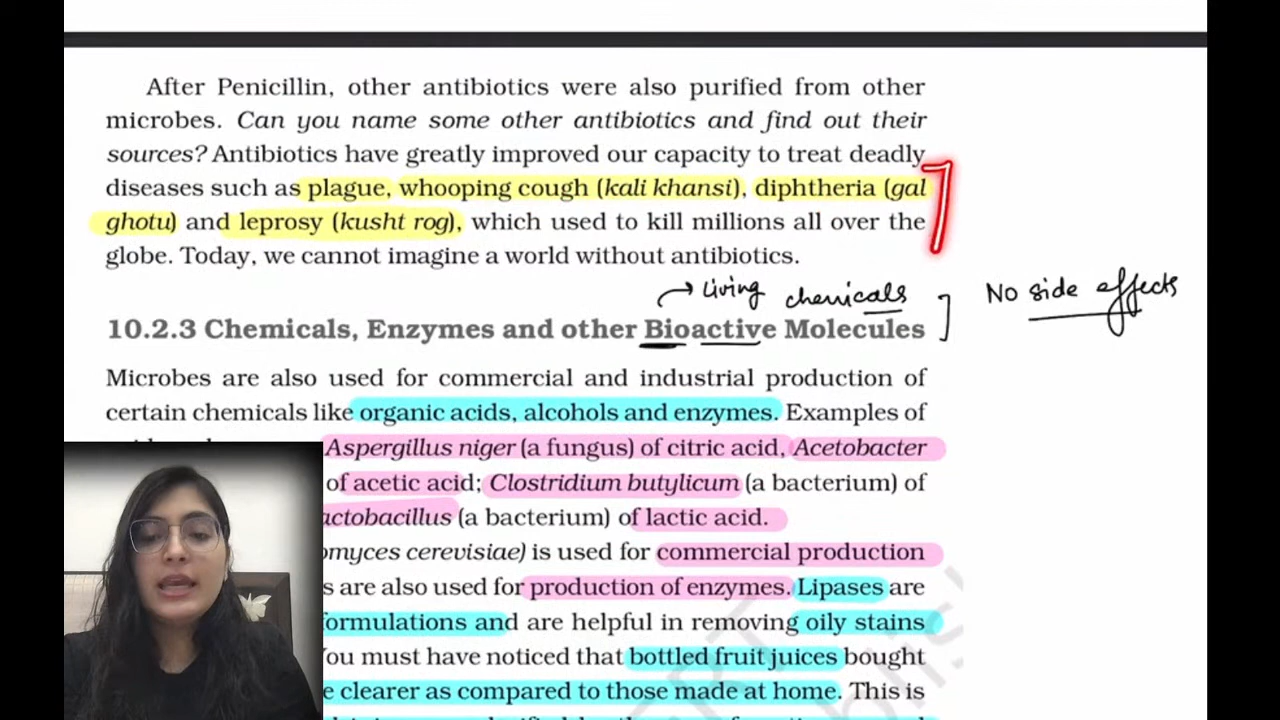 After Penicillin, other antibiotics were also purified from other
microbes. Can you name some other antibiotics and find out their
sources? Antibiotics have greatly improved our capacity to treat deadly
diseases such as plague, whooping cough (kali khansi), diphtheria (gal
ghotu) and leprosy (kusht rog), which used to kill millions all over the
globe. Today, we cannot imagine a world without antibiotics.
→ Living chemicals
No side effects
10.2.3 Chemicals, Enzymes and other Bioactive Molecules
Microbes are also used for commercial and industrial production of
certain chemicals like organic acids, alcohols and enzymes. Examples of
Aspergillus niger (a fungus) of citric acid, Acetobacter
of acetic acid; Clostridium butylicum (a bacterium) of
actobacillus (a bacterium) of lactic acid.
omyces cerevisiae) is used for commercial production
s are also used for production of enzymes. Lipases are
formulations and are helpful in removing oily stains
You must have noticed that bottled fruit juices bought
e clearer as compared to those made at home. This is